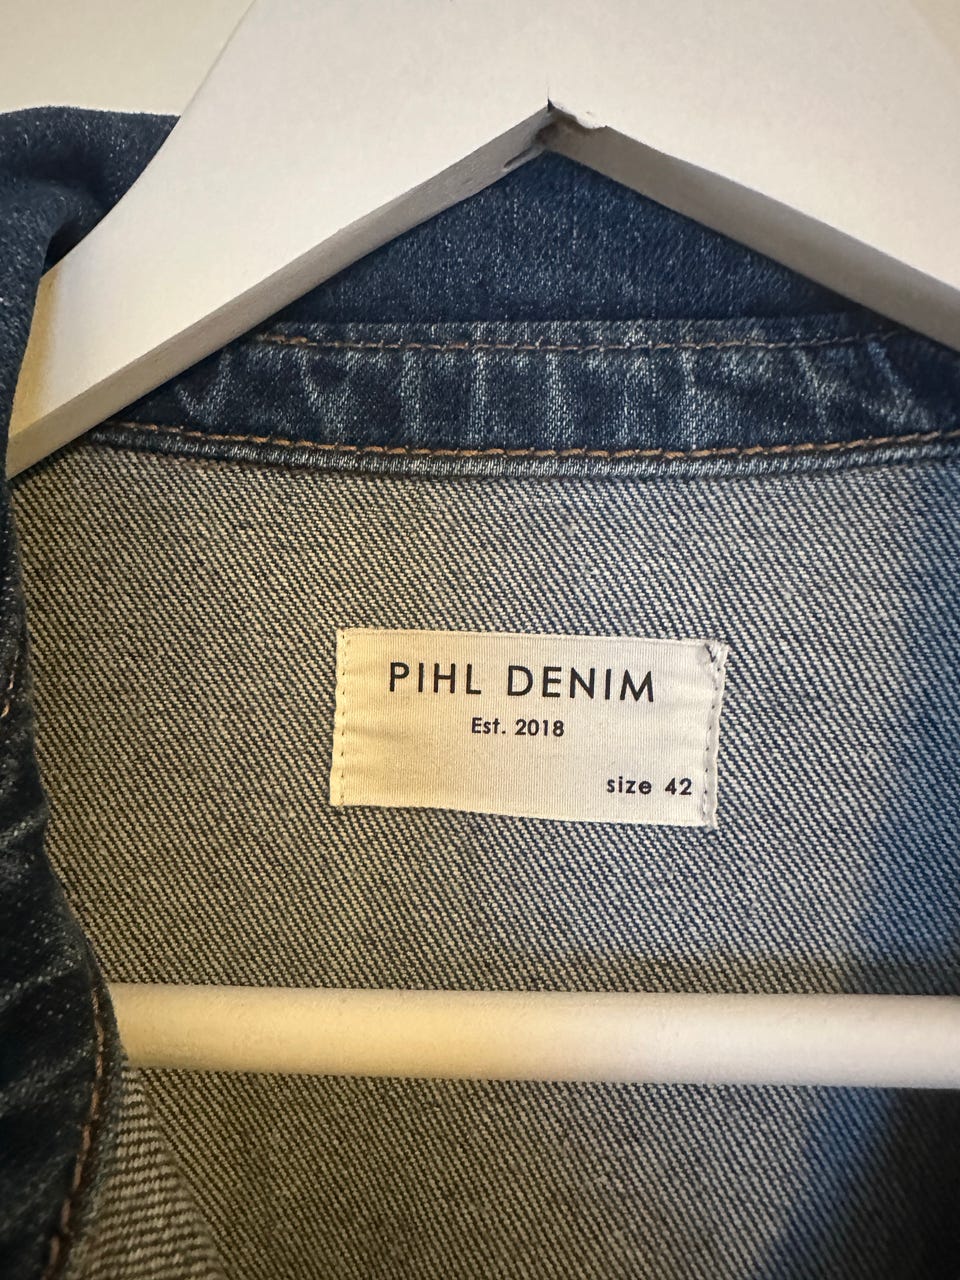 PIHL DENIM
Est. 2018
size 42